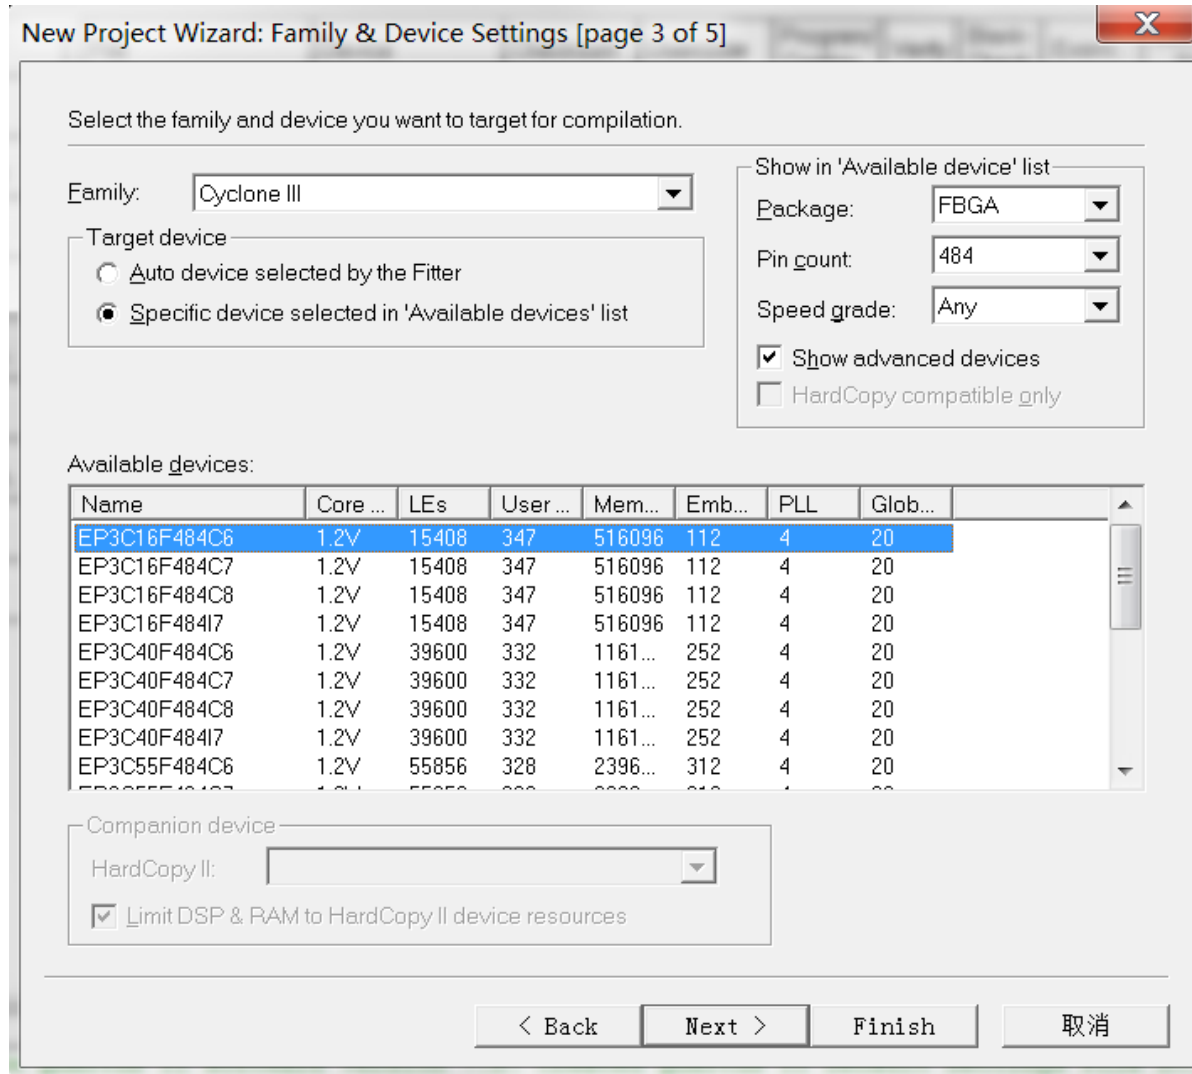 New Project Wizard: Family & Device Settings [page 3 of 5]
X
Select the family and device you want to target for compilation.
Family: Cyclone III
Target device
Auto device selected by the Fitter
Specific device selected in 'Available devices' list
Show in 'Available device' list
Package: FBGA
Pin count: 484
Speed grade: Any
Show advanced devices
HardCopy compatible only
Available devices:
Name Core ... LEs User ... Mem... Emb... PLL Glob...
EP3C16F484C6 1.2V 15408 347 516096 112 4 20
EP3C16F484C7 1.2V 15408 347 516096 112 4 20
EP3C16F484C8 1.2V 15408 347 516096 112 4 20
EP3C16F484I7 1.2V 15408 347 516096 112 4 20
EP3C40F484C6 1.2V 39600 332 1161... 252 4 20
EP3C40F484C7 1.2V 39600 332 1161... 252 4 20
EP3C40F484C8 1.2V 39600 332 1161... 252 4 20
EP3C40F484I7 1.2V 39600 332 1161... 252 4 20
EP3C55F484C6 1.2V 55856 328 2396... 312 4 20
Companion device
HardCopy II:
Limit DSP & RAM to HardCopy II device resources
< Back Next > Finish 取消